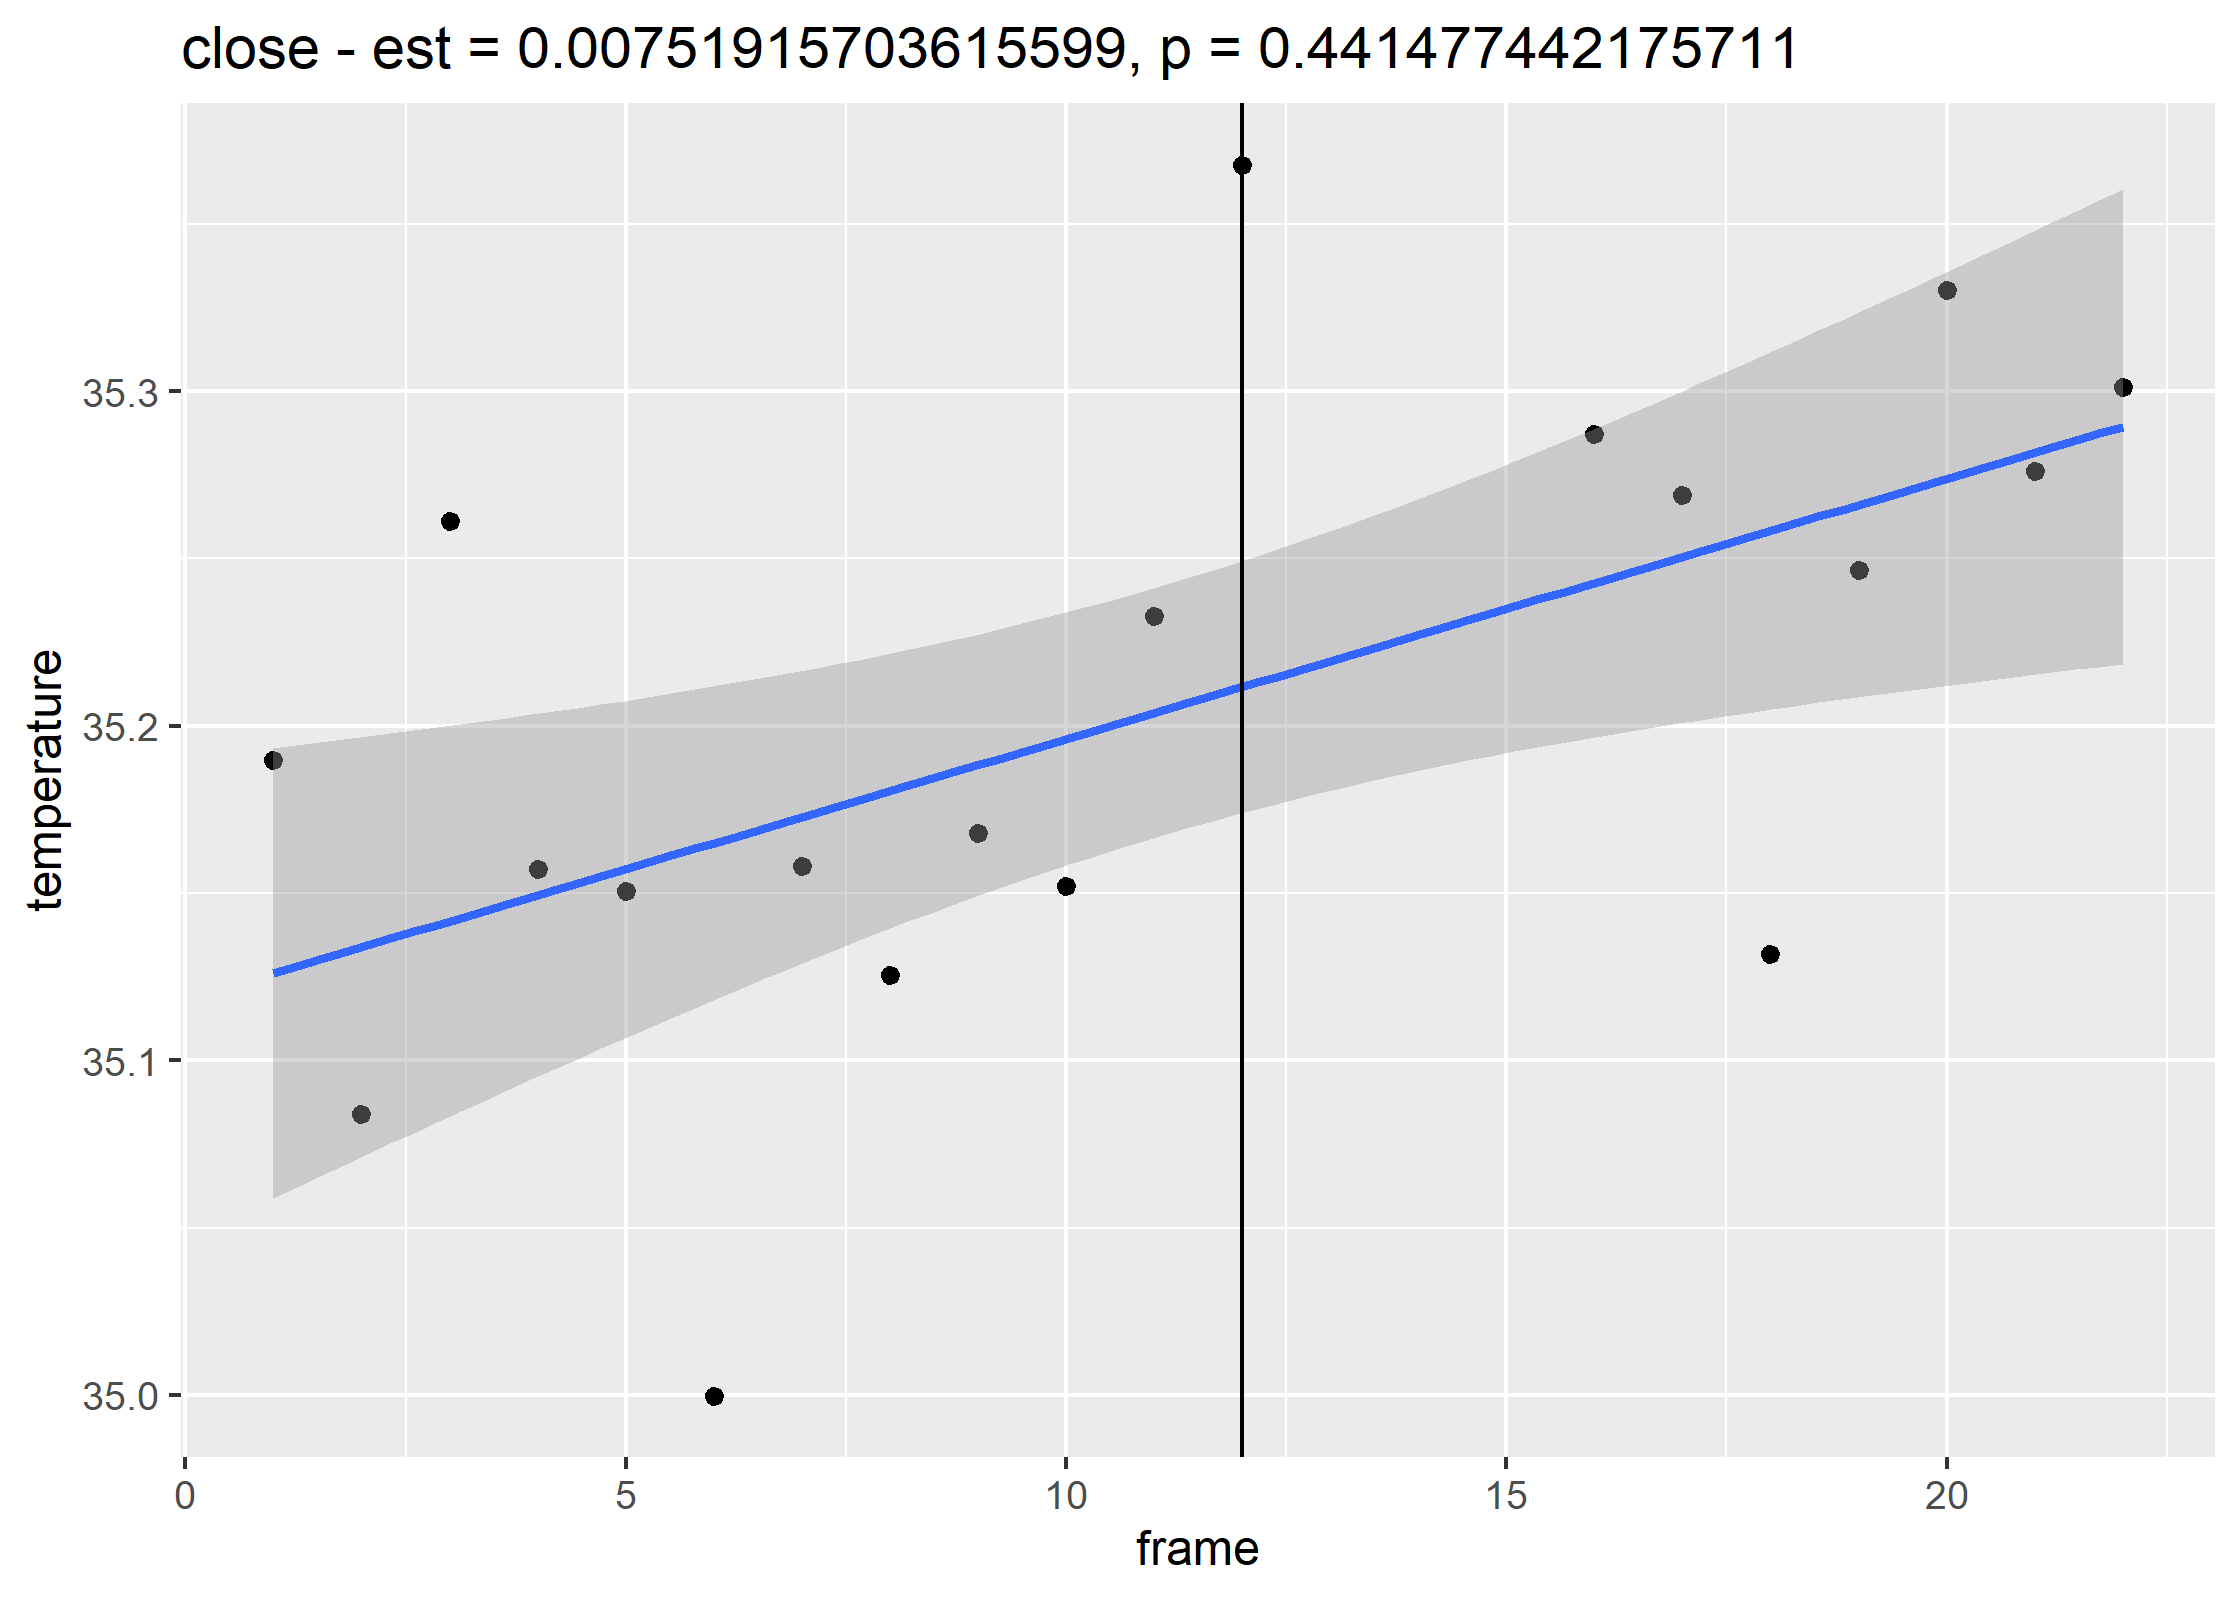 close - est = 0.00751915703615599, p = 0.441477442175711
temperature
35.3
35.2
35.1
35.0
0 5 10 15 20
frame